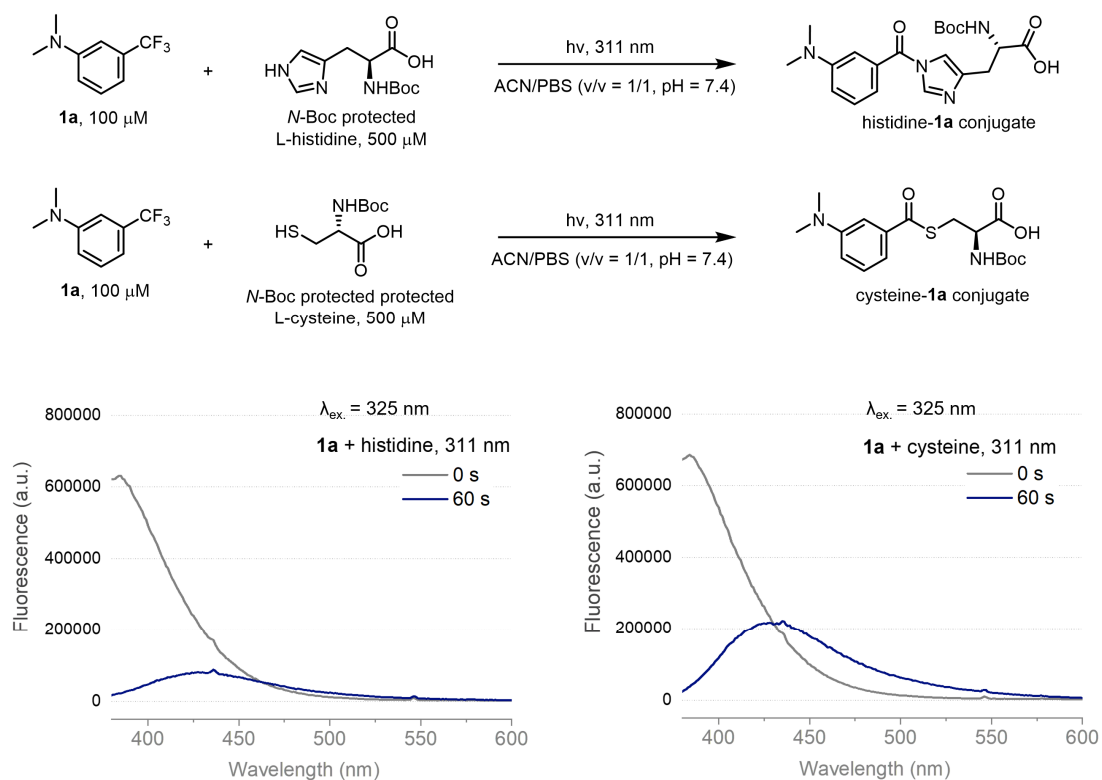 N
CF3
1a, 100 μM
+
HN
N
O
OH
NHBoc
N-Boc protected
L-histidine, 500 μM
hv, 311 nm
ACN/PBS (v/v = 1/1, pH = 7.4)
N
O
N
N
BocHN
O
OH
histidine-1a conjugate
N
CF3
1a, 100 μM
+
HS
NHBoc
OH
O
N-Boc protected protected
L-cysteine, 500 μM
hv, 311 nm
ACN/PBS (v/v = 1/1, pH = 7.4)
N
O
S
O
OH
NHBoc
cysteine-1a conjugate
λex. = 325 nm
1a + histidine, 311 nm
0 s
60 s
Fluorescence (a.u.)
800000
600000
400000
200000
0
400 450 500 550 600
Wavelength (nm)
λex. = 325 nm
1a + cysteine, 311 nm
0 s
60 s
Fluorescence (a.u.)
800000
600000
400000
200000
0
400 450 500 550 600
Wavelength (nm)